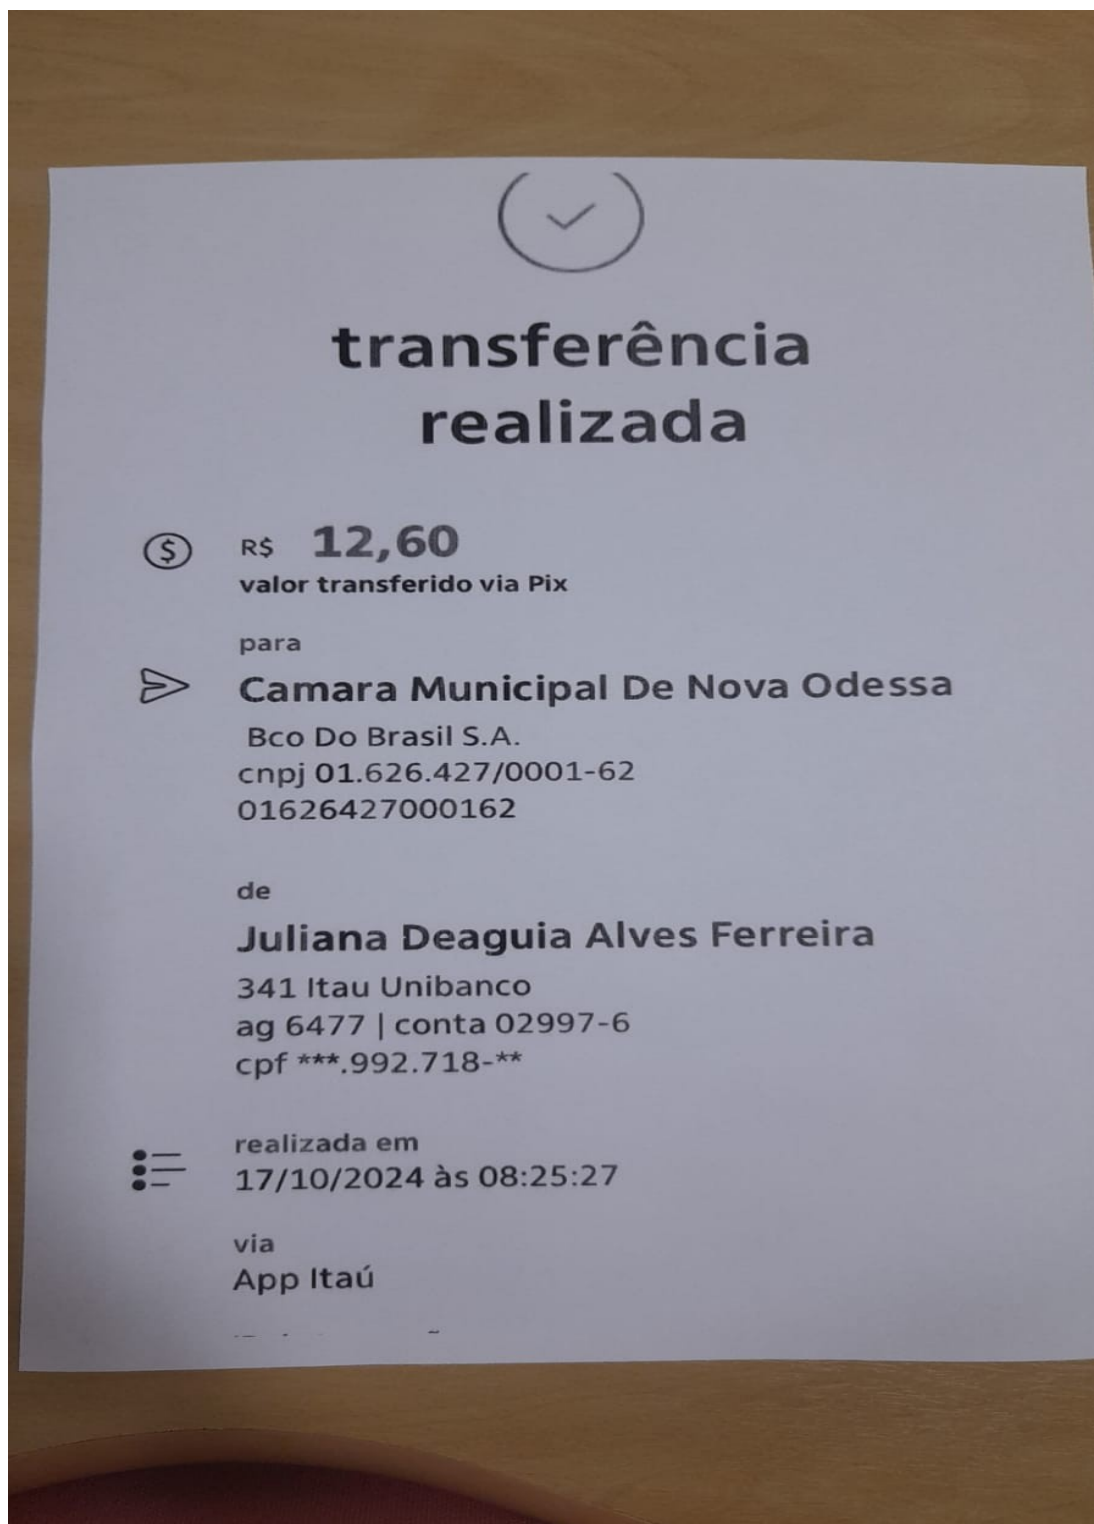 transferência
realizada
R$ 12,60
valor transferido via Pix
para
Camara Municipal De Nova Odessa
Bco Do Brasil S.A.
cnpj 01.626.427/0001-62
01626427000162
de
Juliana Deaguia Alves Ferreira
341 Itau Unibanco
ag 6477 | conta 02997-6
cpf ***.992.718-**
realizada em
17/10/2024 às 08:25:27
via
App Itaú